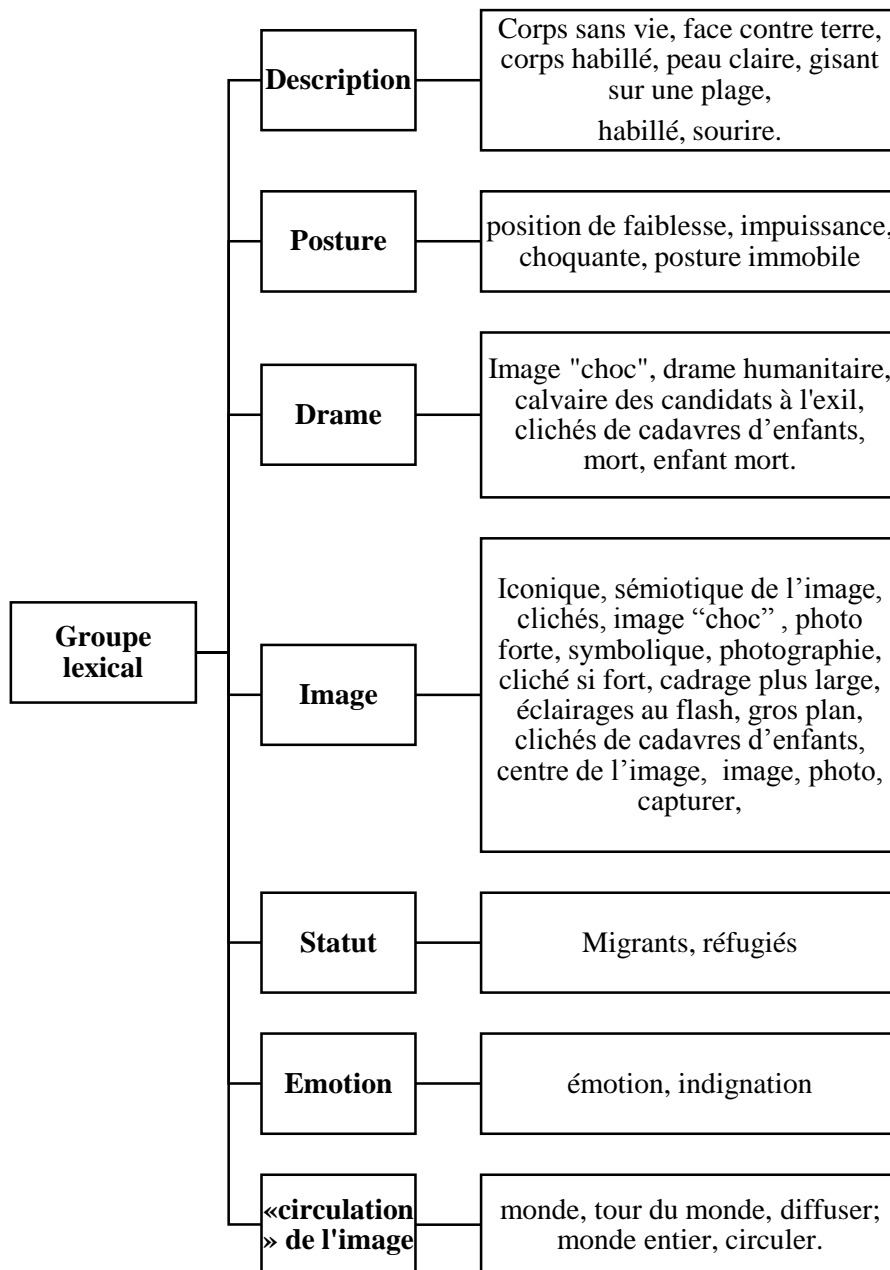 Groupe
lexical
Description
Corps sans vie, face contre terre,
corps habillé, peau claire, gisant
sur une plage,
habillé, sourire.
Posture
position de faiblesse, impuissance,
choquante, posture immobile
Drame
Image "choc", drame humanitaire,
calvaire des candidats à l'exil,
clichés de cadavres d’enfants,
mort, enfant mort.
Image
Iconique, sémiotique de l’image,
clichés, image “choc” , photo
forte, symbolique, photographie,
cliché si fort, cadrage plus large,
éclairages au flash, gros plan,
clichés de cadavres d’enfants,
centre de l’image, image, photo,
capturer,
Statut
Migrants, réfugiés
Emotion
émotion, indignation
«circulation
» de l'image
monde, tour du monde, diffuser;
monde entier, circuler.